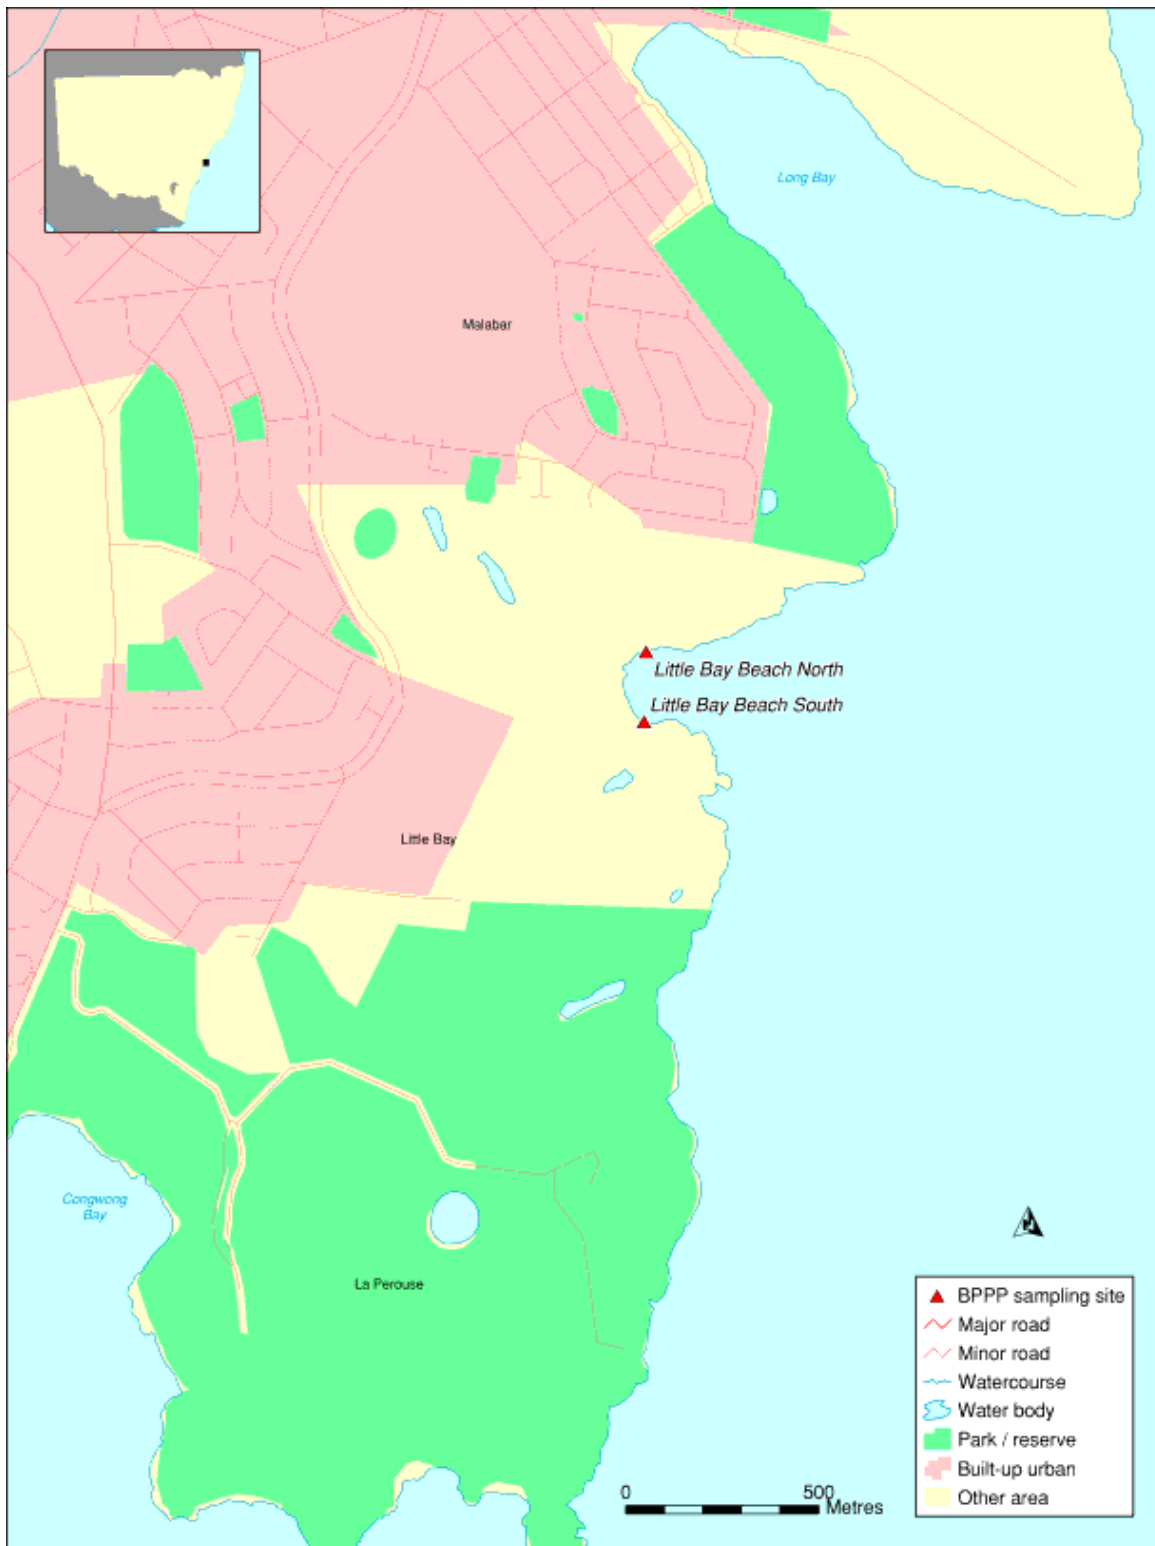 Long Bay
Malabar
Little Bay Beach North
Little Bay Beach South
Little Bay
Congwong
Bay
La Perouse
BPPP sampling site
Major road
Minor road
Watercourse
Water body
Park / reserve
Built-up urban
Other area
0 500
Metres